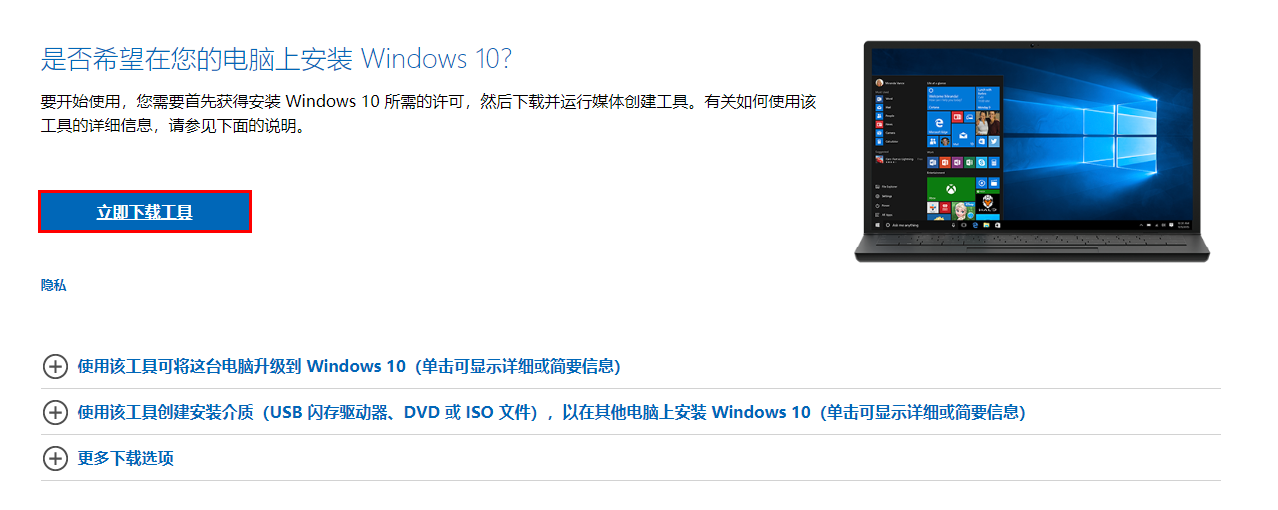 是否希望在您的电脑上安装 Windows 10?
要开始使用，您需要首先获得安装 Windows 10 所需的许可，然后下载并运行媒体创建工具。有关如何使用该
工具的详细信息，请参见下面的说明。
立即下载工具
隐私
使用该工具可将这台电脑升级到 Windows 10（单击可显示详细或简要信息）
使用该工具创建安装介质（USB 闪存驱动器、DVD 或 ISO 文件），以在其他电脑上安装 Windows 10（单击可显示详细或简要信息）
更多下载选项